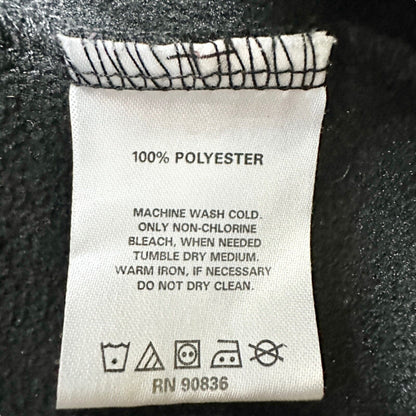 100% POLYESTER
MACHINE WASH COLD.
ONLY NON-CHLORINE
BLEACH, WHEN NEEDED
TUMBLE DRY MEDIUM.
WARM IRON, IF NECESSARY
DO NOT DRY CLEAN.
RN 90836